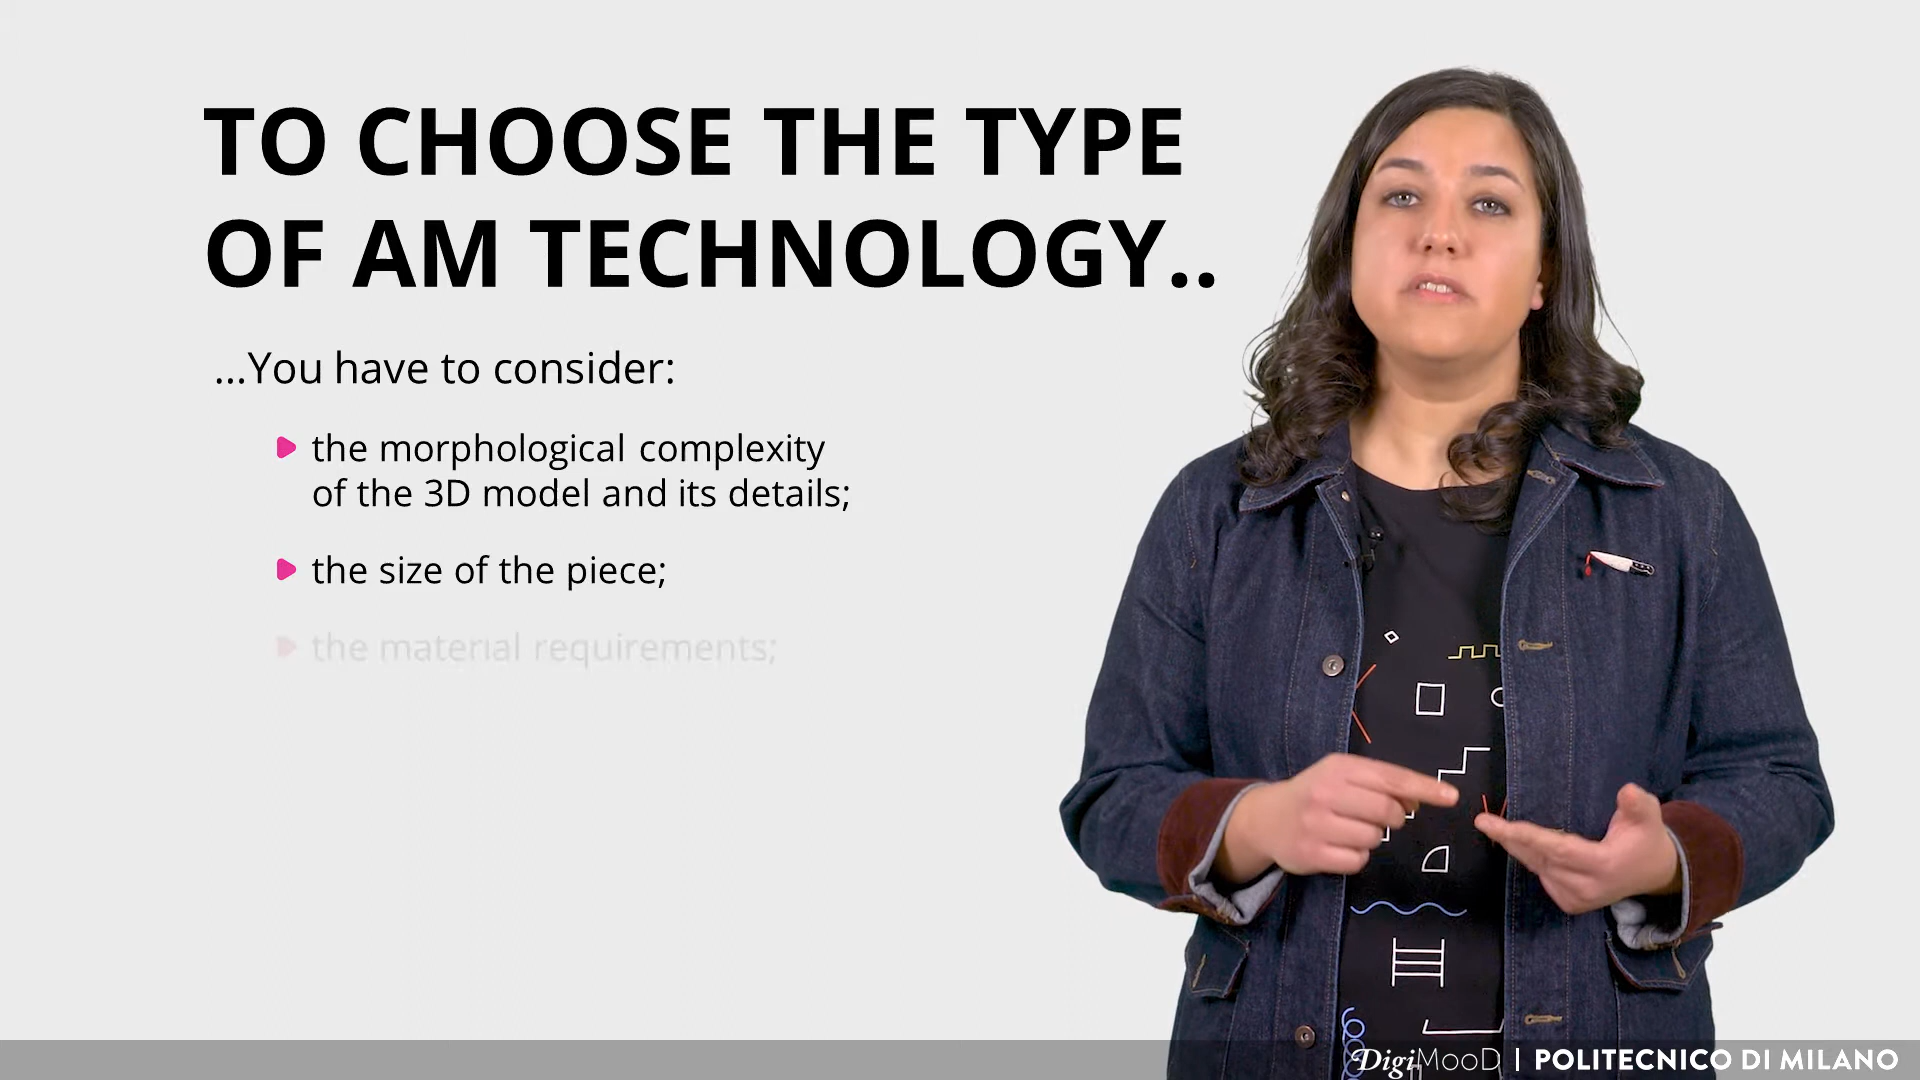 TO CHOOSE THE TYPE
OF AM TECHNOLOGY..
...You have to consider:
the morphological complexity
of the 3D model and its details;
the size of the piece;
the material requirements;
DigiMooD | POLITECNICO DI MILANO